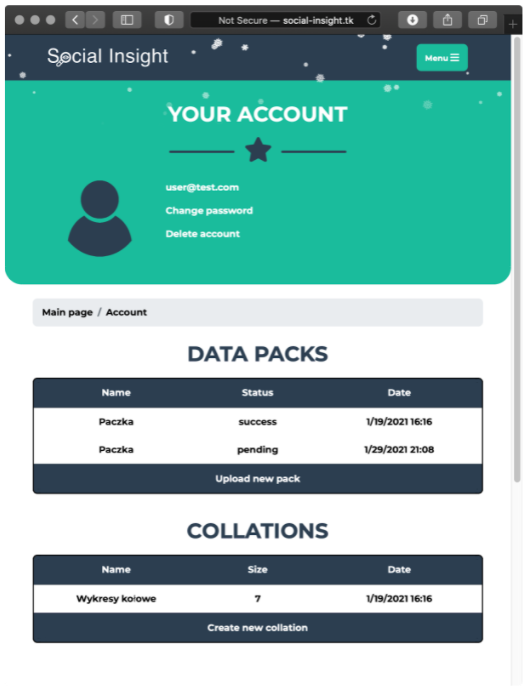 Not Secure — social-insight.tk
Social Insight
Menu
YOUR ACCOUNT
user@test.com
Change password
Delete account
Main page / Account
DATA PACKS
Name Status Date
Paczka success 1/19/2021 16:16
Paczka pending 1/29/2021 21:08
Upload new pack
COLLATIONS
Name Size Date
Wykresy kołowe 7 1/19/2021 16:16
Create new collation